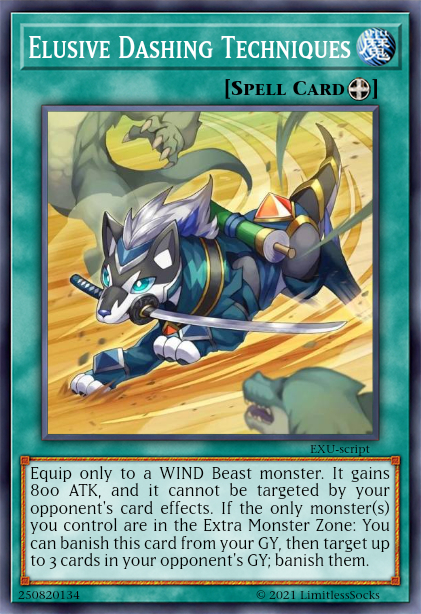 Elusive Dashing Techniques 魔
[Spell Card]
EXU-script
Equip only to a WIND Beast monster. It gains
800 ATK, and it cannot be targeted by your
opponent's card effects. If the only monster(s)
you control are in the Extra Monster Zone: You
can banish this card from your GY, then target up
to 3 cards in your opponent's GY; banish them.
250820134
© 2021 LimitlessSocks